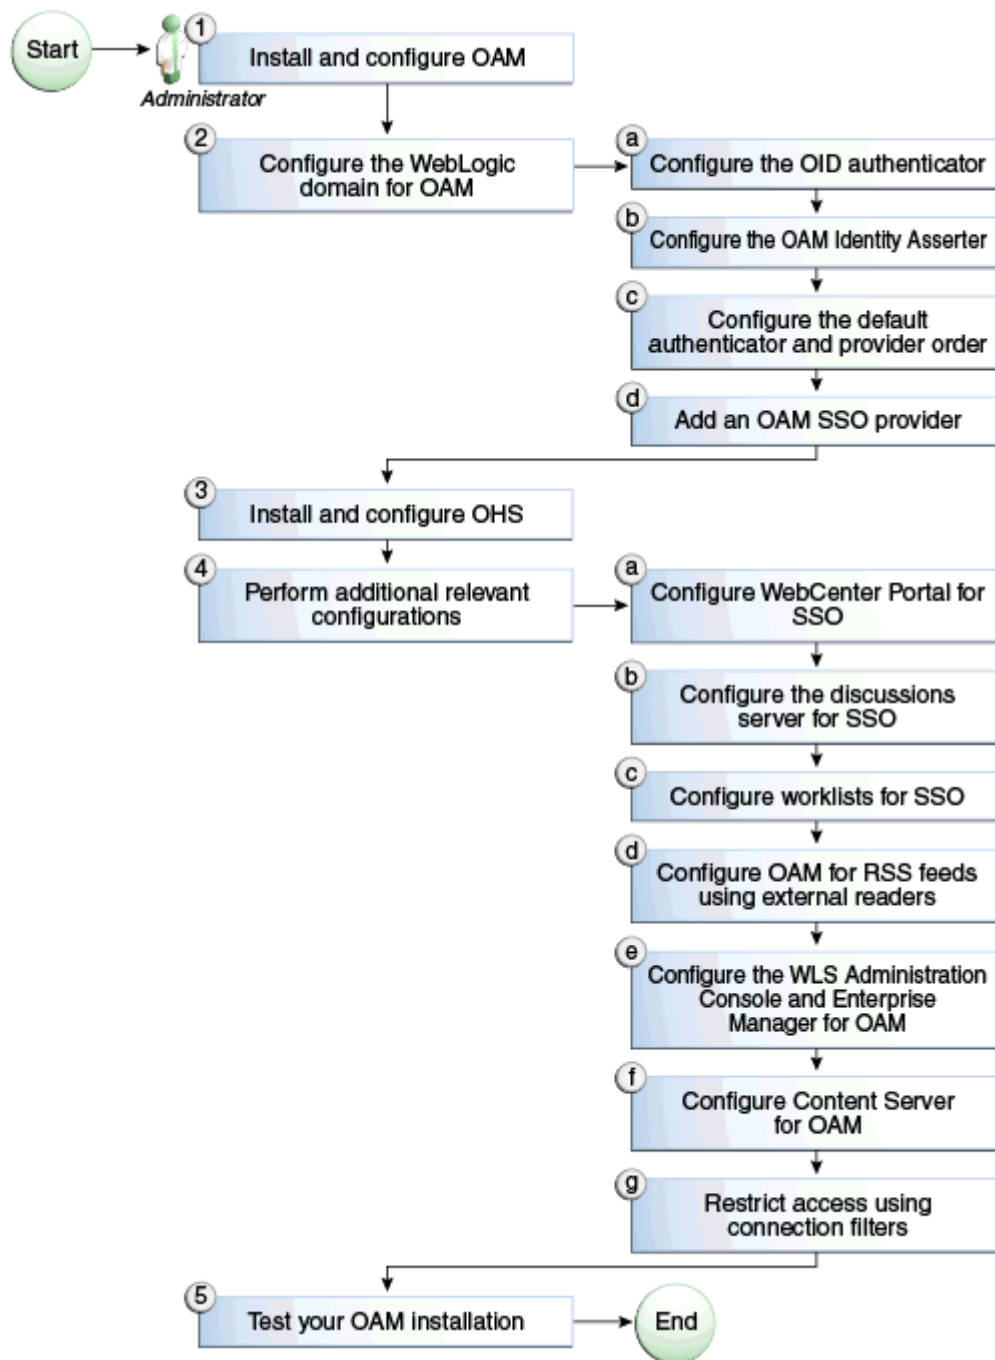 Start
Administrator
1
Install and configure OAM
2
Configure the WebLogic
domain for OAM
a
Configure the OID authenticator
b
Configure the OAM Identity Asserter
c
Configure the default
authenticator and provider order
d
Add an OAM SSO provider
3
Install and configure OHS
4
Perform additional relevant
configurations
a
Configure WebCenter Portal for
SSO
b
Configure the discussions
server for SSO
c
Configure worklists for SSO
d
Configure OAM for RSS feeds
using external readers
e
Configure the WLS Administration
Console and Enterprise
Manager for OAM
f
Configure Content Server
for OAM
g
Restrict access using
connection filters
5
Test your OAM installation
End